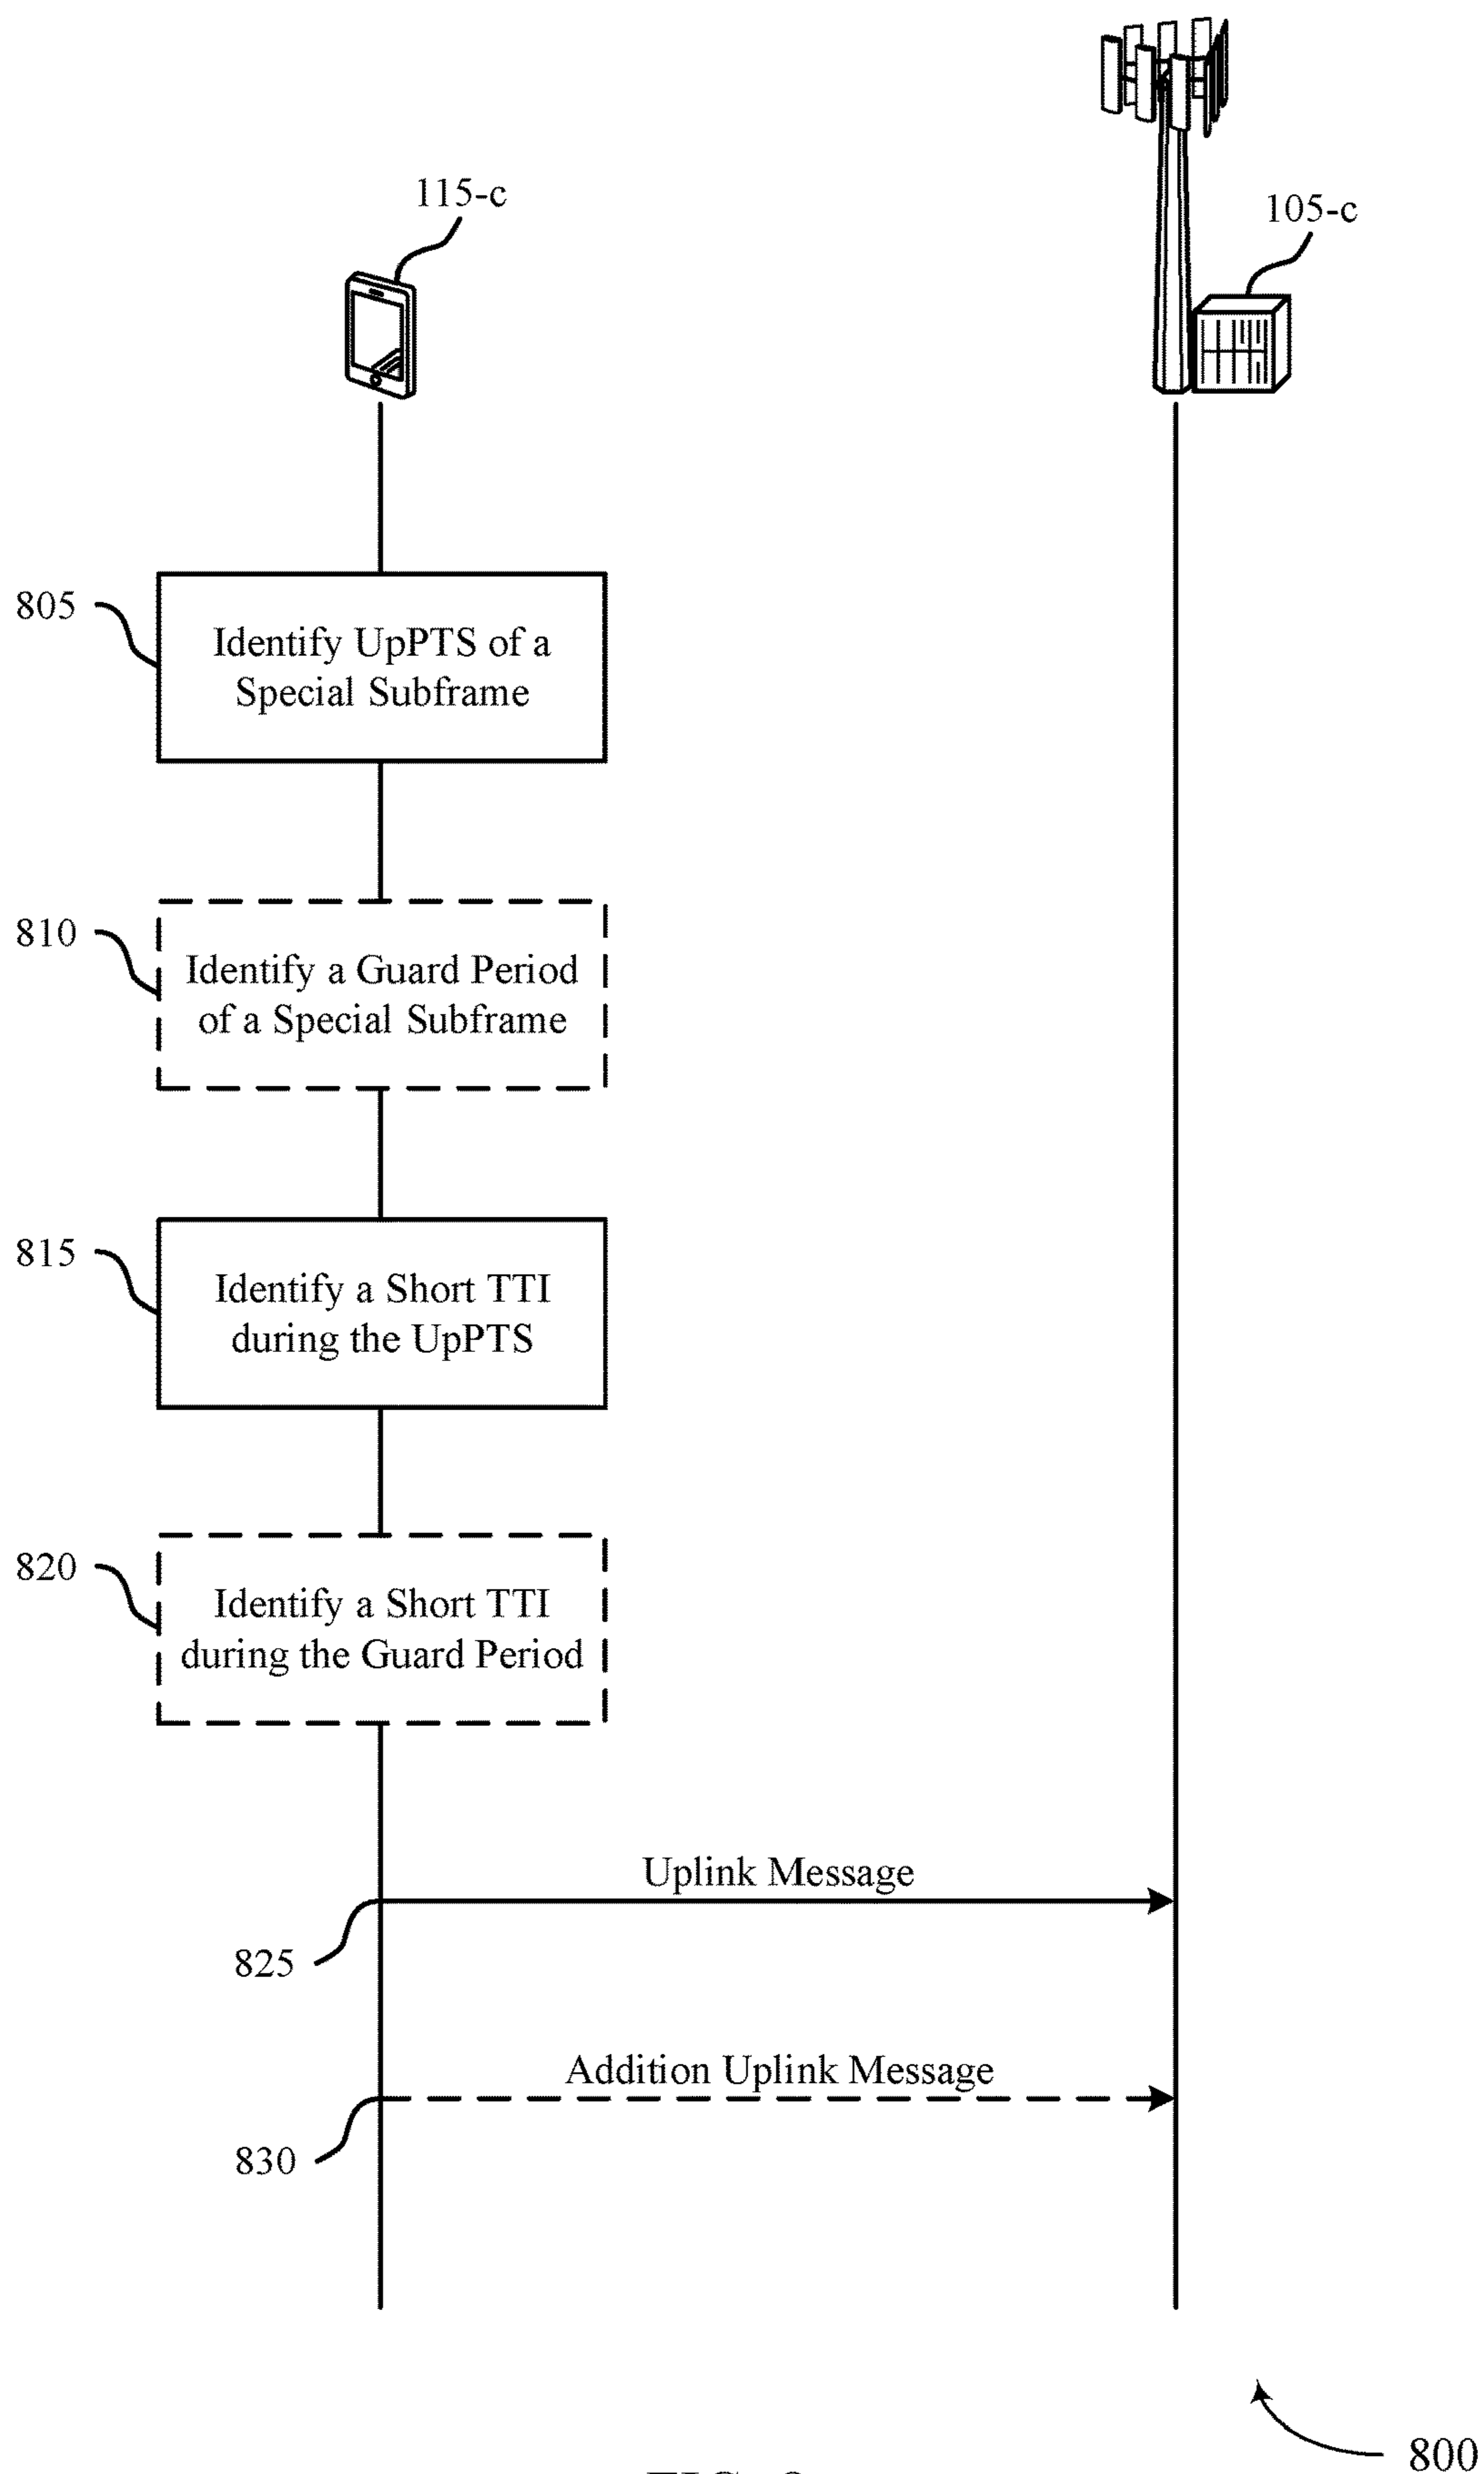 115-c
105-c
805
Identify UpPTS of a
Special Subframe
810
Identify a Guard Period
of a Special Subframe
815
Identify a Short TTI
during the UpPTS
820
Identify a Short TTI
during the Guard Period
Uplink Message
825
Addition Uplink Message
830
800